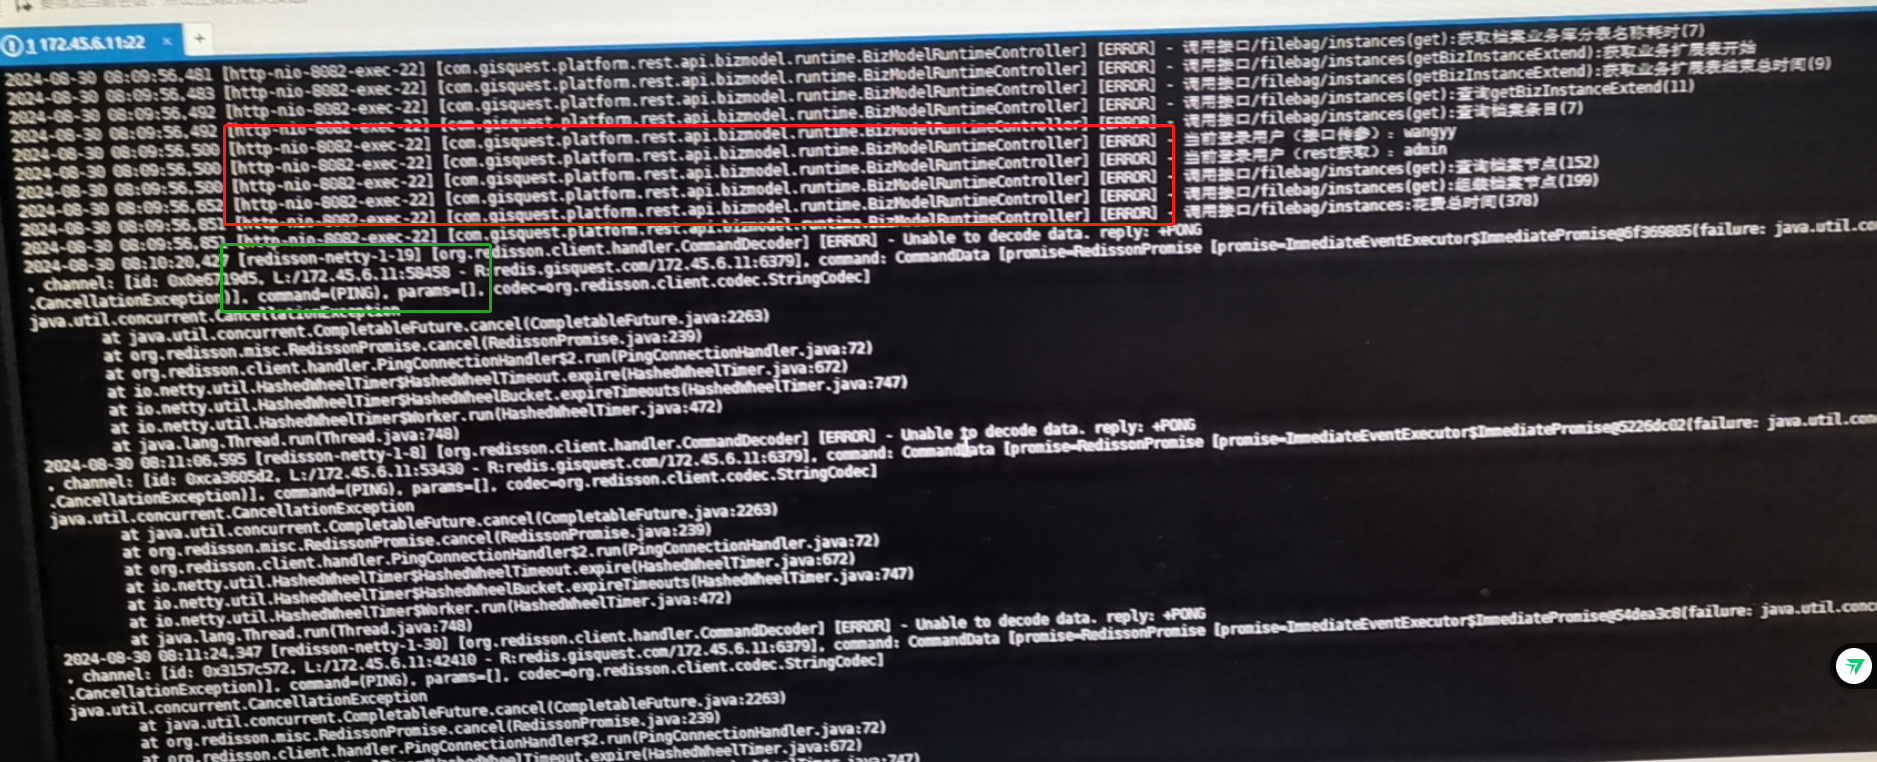 1 172.45.6.11:22 × +
2024-08-30 08:09:56.481 [http-nio-8082-exec-22] [com.gisquest.platform.rest.api.bizmodel.runtime.BizModelRuntimeController] [ERROR] - 调用接口/filebag/instances(get):获取档案业务库分表名称耗时(7)
2024-08-30 08:09:56.483 [http-nio-8082-exec-22] [com.gisquest.platform.rest.api.bizmodel.runtime.BizModelRuntimeController] [ERROR] - 调用接口/filebag/instances(getBizInstanceExtend):获取业务扩展表开始
2024-08-30 08:09:56.492 [http-nio-8082-exec-22] [com.gisquest.platform.rest.api.bizmodel.runtime.BizModelRuntimeController] [ERROR] - 调用接口/filebag/instances(getBizInstanceExtend):获取业务扩展表结束总时间(9)
2024-08-30 08:09:56.492 [http-nio-8082-exec-22] [com.gisquest.platform.rest.api.bizmodel.runtime.BizModelRuntimeController] [ERROR] - 调用接口/filebag/instances(get):查询getBizInstanceExtend(11)
2024-08-30 08:09:56.500 [http-nio-8082-exec-22] [com.gisquest.platform.rest.api.bizmodel.runtime.BizModelRuntimeController] [ERROR] - 调用接口/filebag/instances(get):查询档案条目(7)
2024-08-30 08:09:56.500 [http-nio-8082-exec-22] [com.gisquest.platform.rest.api.bizmodel.runtime.BizModelRuntimeController] [ERROR] - 当前登录用户（接口传参）: wangyy
2024-08-30 08:09:56.500 [http-nio-8082-exec-22] [com.gisquest.platform.rest.api.bizmodel.runtime.BizModelRuntimeController] [ERROR] - 当前登录用户（rest获取）: admin
2024-08-30 08:09:56.652 [http-nio-8082-exec-22] [com.gisquest.platform.rest.api.bizmodel.runtime.BizModelRuntimeController] [ERROR] - 调用接口/filebag/instances(get):查询档案节点(152)
2024-08-30 08:09:56.851 [http-nio-8082-exec-22] [com.gisquest.platform.rest.api.bizmodel.runtime.BizModelRuntimeController] [ERROR] - 调用接口/filebag/instances(get):组装档案节点(199)
2024-08-30 08:09:56.85 [http-nio-8082-exec-22] [com.gisquest.platform.rest.api.bizmodel.runtime.BizModelRuntimeController] [ERROR] - 调用接口/filebag/instances:花费总时间(378)
2024-08-30 08:10:20.427 [redisson-netty-1-19] [org.redisson.client.handler.CommandDecoder] [ERROR] - Unable to decode data. reply: +PONG
, channel: [id: 0x0e6719d5, L:/172.45.6.11:58458 - R:redis.gisquest.com/172.45.6.11:6379], command: CommandData [promise=RedissonPromise [promise=ImmediateEventExecutor$ImmediatePromise@6f369805(failure: java.util.co
.CancellationException)], command=(PING), params=[], codec=org.redisson.client.codec.StringCodec]
java.util.concurrent.CancellationException
at java.util.concurrent.CompletableFuture.cancel(CompletableFuture.java:2263)
at org.redisson.misc.RedissonPromise.cancel(RedissonPromise.java:239)
at org.redisson.client.handler.PingConnectionHandler$2.run(PingConnectionHandler.java:72)
at io.netty.util.HashedWheelTimer$HashedWheelTimeout.expire(HashedWheelTimer.java:672)
at io.netty.util.HashedWheelTimer$HashedWheelBucket.expireTimeouts(HashedWheelTimer.java:747)
at io.netty.util.HashedWheelTimer$Worker.run(HashedWheelTimer.java:472)
at java.lang.Thread.run(Thread.java:748)
2024-08-30 08:11:06.595 [redisson-netty-1-8] [org.redisson.client.handler.CommandDecoder] [ERROR] - Unable to decode data. reply: +PONG
, channel: [id: 0xca3605d2, L:/172.45.6.11:53430 - R:redis.gisquest.com/172.45.6.11:6379], command: CommandData [promise=RedissonPromise [promise=ImmediateEventExecutor$ImmediatePromise@5226dc02(failure: java.util.con
.CancellationException)], command=(PING), params=[], codec=org.redisson.client.codec.StringCodec]
java.util.concurrent.CancellationException
at java.util.concurrent.CompletableFuture.cancel(CompletableFuture.java:2263)
at org.redisson.misc.RedissonPromise.cancel(RedissonPromise.java:239)
at org.redisson.client.handler.PingConnectionHandler$2.run(PingConnectionHandler.java:72)
at io.netty.util.HashedWheelTimer$HashedWheelTimeout.expire(HashedWheelTimer.java:672)
at io.netty.util.HashedWheelTimer$HashedWheelBucket.expireTimeouts(HashedWheelTimer.java:747)
at io.netty.util.HashedWheelTimer$Worker.run(HashedWheelTimer.java:472)
at java.lang.Thread.run(Thread.java:748)
2024-08-30 08:11:24.347 [redisson-netty-1-30] [org.redisson.client.handler.CommandDecoder] [ERROR] - Unable to decode data. reply: +PONG
, channel: [id: 0x3157c572, L:/172.45.6.11:42410 - R:redis.gisquest.com/172.45.6.11:6379], command: CommandData [promise=RedissonPromise [promise=ImmediateEventExecutor$ImmediatePromise@54dea3c8(failure: java.util.conc
.CancellationException)], command=(PING), params=[], codec=org.redisson.client.codec.StringCodec]
java.util.concurrent.CancellationException
at java.util.concurrent.CompletableFuture.cancel(CompletableFuture.java:2263)
at org.redisson.misc.RedissonPromise.cancel(RedissonPromise.java:239)
at org.redisson.client.handler.PingConnectionHandler$2.run(PingConnectionHandler.java:72)
at io.netty.util.HashedWheelTimer$HashedWheelTimeout.expire(HashedWheelTimer.java:672)